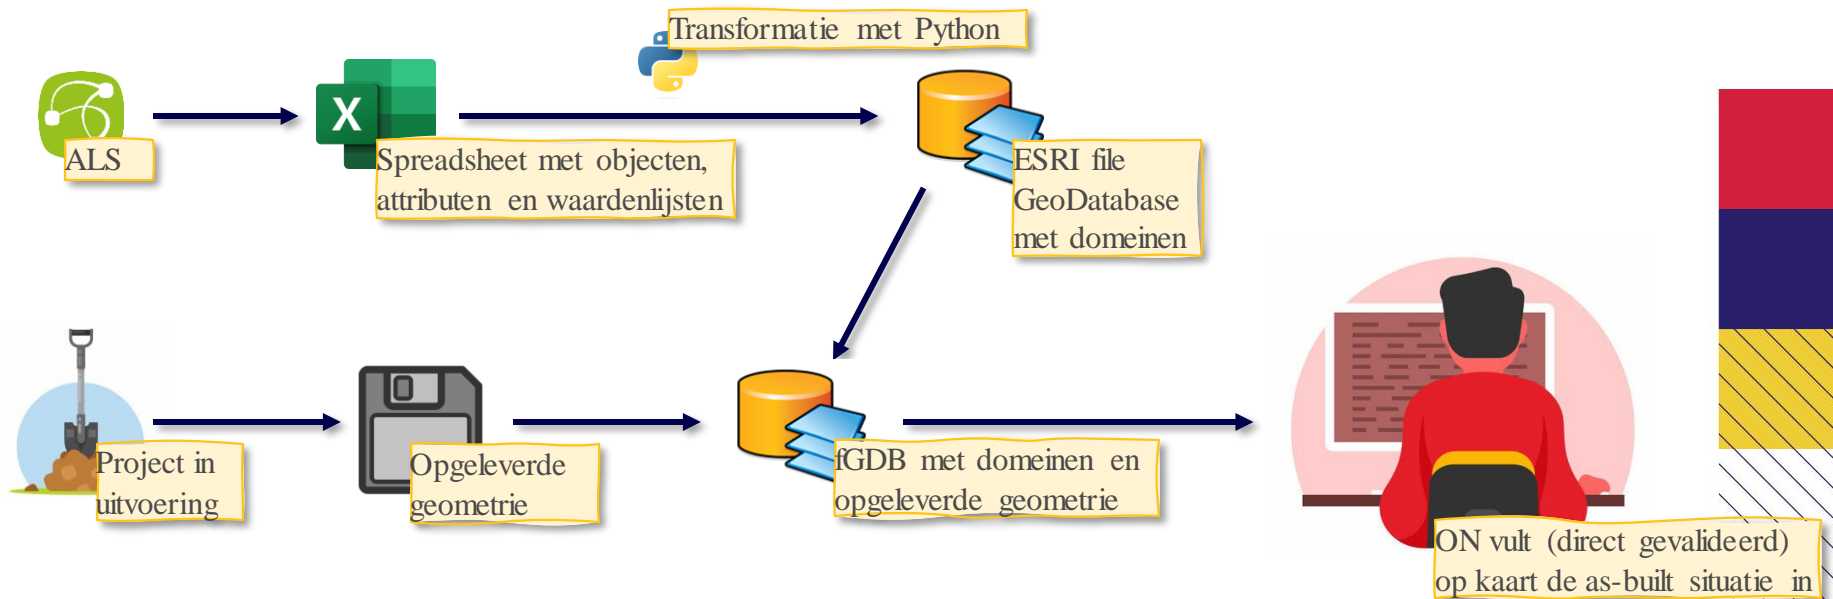 Transformatie met Python
ALS
X
Spreadsheet met objecten,
attributen en waardenlijsten
ESRI file
GeoDatabase
met domeinen
Project in
uitvoering
Opgeleverde
geometrie
fGDB met domeinen en
opgeleverde geometrie
ON vult (direct gevalideerd)
op kaart de as-built situatie in